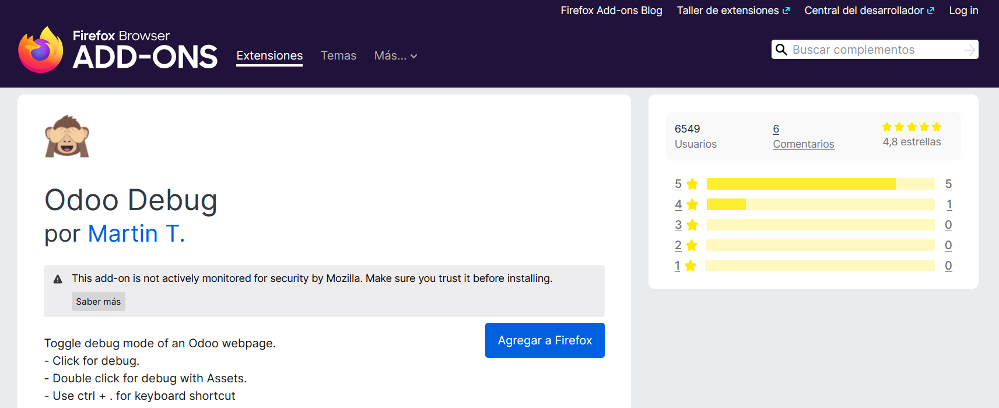 Firefox Add-ons Blog Taller de extensiones Central del desarrollador Log in
Firefox Browser
ADD-ONS
Extensiones Temas Más...
Buscar complementos
Odoo Debug
por Martin T.
This add-on is not actively monitored for security by Mozilla. Make sure you trust it before installing.
Saber más
Toggle debug mode of an Odoo webpage.
- Click for debug.
- Double click for debug with Assets.
- Use ctrl + . for keyboard shortcut
Agregar a Firefox
6549
Usuarios
6
Comentarios
4,8 estrellas
5 5
4 1
3 0
2 0
1 0